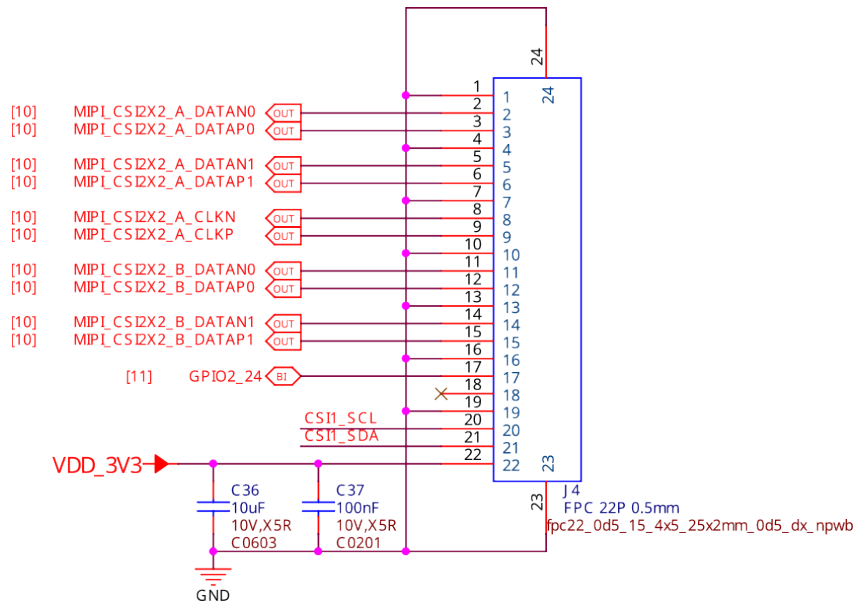 24
24
1 1
[10] MIPI_CSI2X2_A_DATAN0 OUT 2 2
[10] MIPI_CSI2X2_A_DATAP0 OUT 3 3
4 4
[10] MIPI_CSI2X2_A_DATAN1 OUT 5 5
[10] MIPI_CSI2X2_A_DATAP1 OUT 6 6
7 7
[10] MIPI_CSI2X2_A_CLKN OUT 8 8
[10] MIPI_CSI2X2_A_CLKP OUT 9 9
10 10
[10] MIPI_CSI2X2_B_DATAN0 OUT 11 11
[10] MIPI_CSI2X2_B_DATAP0 OUT 12 12
13 13
[10] MIPI_CSI2X2_B_DATAN1 OUT 14 14
[10] MIPI_CSI2X2_B_DATAP1 OUT 15 15
16 16
[11] GPIO2_24 BI 17 17
18 18
19 19
CSI1_SCL 20 20
CSI1_SDA 21 21
VDD_3V3 22 22
23
23
C36
10uF
10V,X5R
C0603
C37
100nF
10V,X5R
C0201
J4
FPC 22P 0.5mm
fpc22_0d5_15_4x5_25x2mm_0d5_dx_npwb
GND